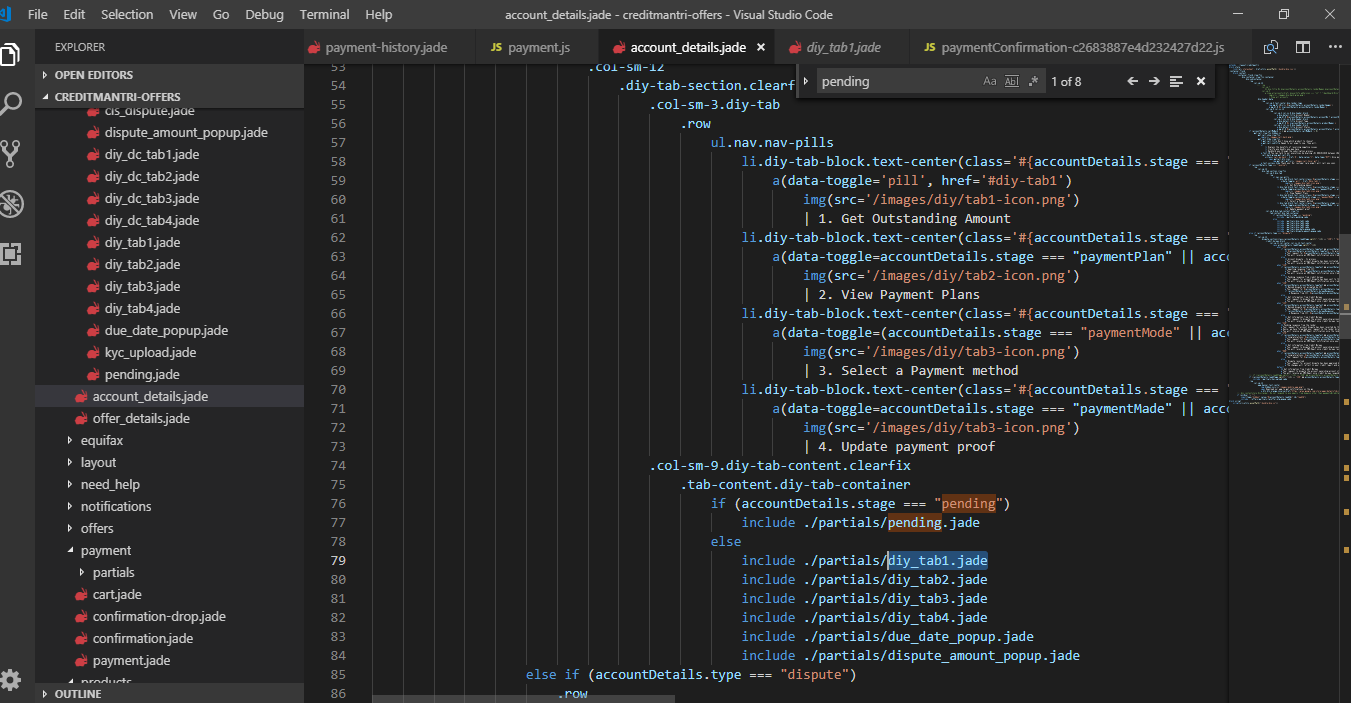 File Edit Selection View Go Debug Terminal Help account_details.jade - creditmantri-offers - Visual Studio Code
EXPLORER
payment-history.jade JS payment.js account_details.jade diy_tab1.jade JS paymentConfirmation-c2683887e4d232427d22.js
pending Aa Abl .* 1 of 8
OPEN EDITORS
CREDITMANTRI-OFFERS
cis_dispute.jade
dispute_amount_popup.jade
diy_dc_tab1.jade
diy_dc_tab2.jade
diy_dc_tab3.jade
diy_dc_tab4.jade
diy_tab1.jade
diy_tab2.jade
diy_tab3.jade
diy_tab4.jade
due_date_popup.jade
kyc_upload.jade
pending.jade
account_details.jade
offer_details.jade
equifax
layout
need_help
notifications
offers
payment
partials
cart.jade
confirmation-drop.jade
confirmation.jade
payment.jade
products
OUTLINE
53 .col-sm-12
54 .diy-tab-section.clearf
55 .col-sm-3.diy-tab
56 .row
57 ul.nav.nav-pills
58 li.diy-tab-block.text-center(class='#{accountDetails.stage === 
59 a(data-toggle='pill', href='#diy-tab1')
60 img(src='/images/diy/tab1-icon.png')
61 | 1. Get Outstanding Amount
62 li.diy-tab-block.text-center(class='#{accountDetails.stage === 
63 a(data-toggle=accountDetails.stage === "paymentPlan" || acc
64 img(src='/images/diy/tab2-icon.png')
65 | 2. View Payment Plans
66 li.diy-tab-block.text-center(class='#{accountDetails.stage === 
67 a(data-toggle=(accountDetails.stage === "paymentMode" || ac
68 img(src='/images/diy/tab3-icon.png')
69 | 3. Select a Payment method
70 li.diy-tab-block.text-center(class='#{accountDetails.stage === 
71 a(data-toggle=accountDetails.stage === "paymentMade" || acc
72 img(src='/images/diy/tab3-icon.png')
73 | 4. Update payment proof
74 .col-sm-9.diy-tab-content.clearfix
75 .tab-content.diy-tab-container
76 if (accountDetails.stage === "pending")
77 include ./partials/pending.jade
78 else
79 include ./partials/diy_tab1.jade
80 include ./partials/diy_tab2.jade
81 include ./partials/diy_tab3.jade
82 include ./partials/diy_tab4.jade
83 include ./partials/due_date_popup.jade
84 include ./partials/dispute_amount_popup.jade
85 else if (accountDetails.type === "dispute")
86 .row